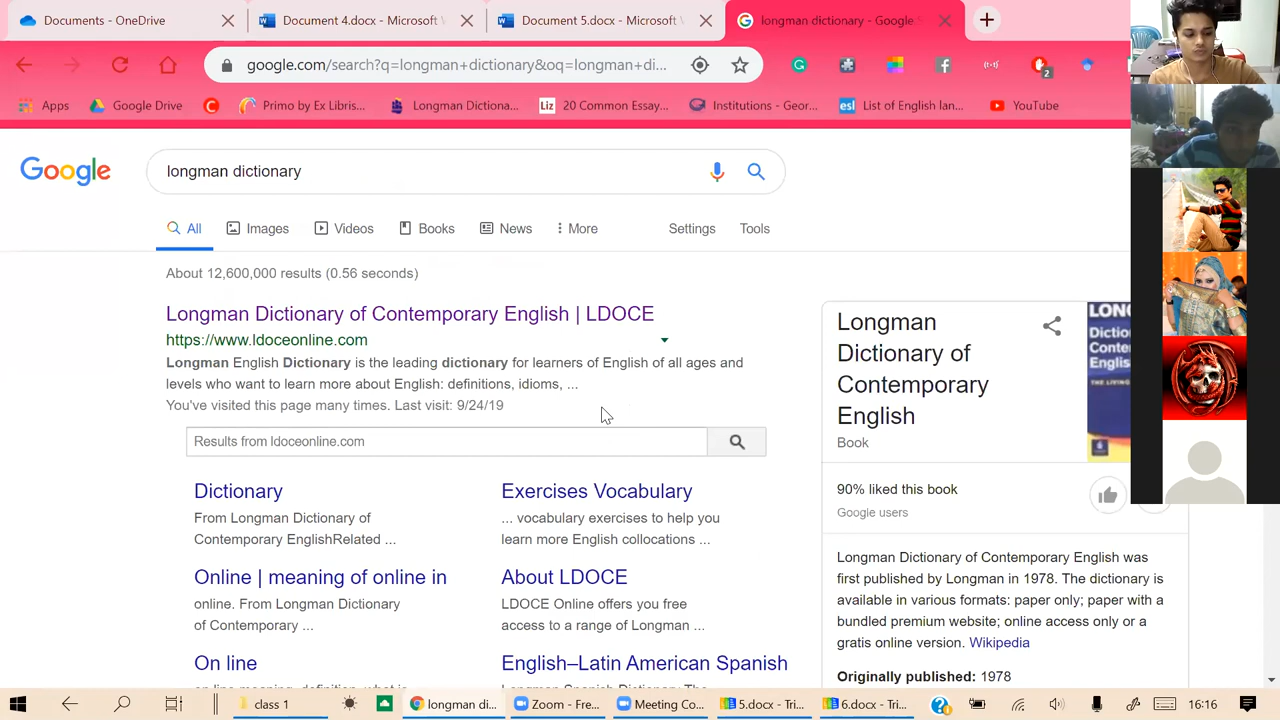 Documents - OneDrive
Document 4.docx - Microsoft
Document 5.docx - Microsoft
longman dictionary - Google
google.com/search?q=longman+dictionary&oq=longman+di...
2
Apps
Google Drive
Primo by Ex Libris...
Longman Dictiona...
Liz
20 Common Essay...
Institutions - Geor...
esl
List of English lan...
YouTube
Google
longman dictionary
All
Images
Videos
Books
News
More
Settings
Tools
About 12,600,000 results (0.56 seconds)
Longman Dictionary of Contemporary English | LDOCE
https://www.ldoceonline.com
Longman English Dictionary is the leading dictionary for learners of English of all ages and
levels who want to learn more about English: definitions, idioms, ...
You've visited this page many times. Last visit: 9/24/19
Results from ldoceonline.com
Dictionary
From Longman Dictionary of
Contemporary EnglishRelated ...
Exercises Vocabulary
... vocabulary exercises to help you
learn more English collocations ...
Online | meaning of online in
online. From Longman Dictionary
of Contemporary ...
About LDOCE
LDOCE Online offers you free
access to a range of Longman ...
On line
English–Latin American Spanish
Longman
Dictionary of
Contemporary
English
Book
90% liked this book
Google users
Longman Dictionary of Contemporary English was
first published by Longman in 1978. The dictionary is
available in various formats: paper only; paper with a
bundled premium website; online access only or a
gratis online version. Wikipedia
Originally published: 1978
class 1
longman di...
Zoom - Fre...
Meeting Co...
5.docx - Tri...
6.docx - Tri...
16:16